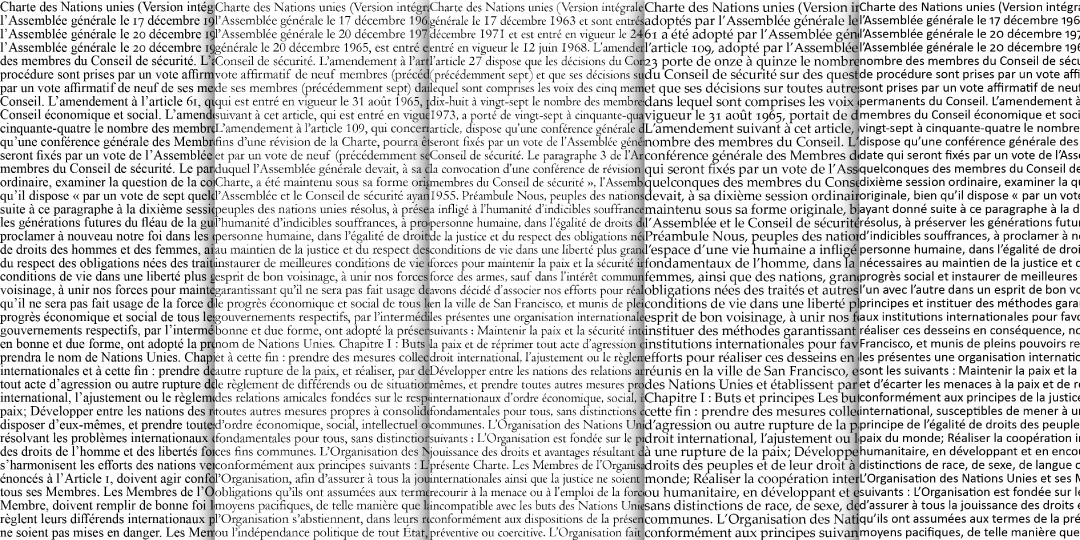 Charte des Nations unies (Version intég
l'Assemblée générale le 17 décembre 19
l'Assemblée générale le 20 décembre 19
l'Assemblée générale le 20 décembre 19
des membres du Conseil de sécurité. L'a
procédure sont prises par un vote affirm
par un vote affirmatif de neuf de ses me
Conseil. L'amendement à l'article 61, qu
Conseil économique et social. L'amend
cinquante-quatre le nombre des membr
qu'une conférence générale des Membr
seront fixés par un vote de l'Assemblée
membres du Conseil de sécurité. Le par
ordinaire, examiner la question de la co
qu'il dispose « par un vote de sept quel
suite à ce paragraphe à la dixième sessi
les générations futures du fléau de la gu
proclamer à nouveau notre foi dans les
de droits des hommes et des femmes, ai
du respect des obligations nées des trait
conditions de vie dans une liberté plus
voisinage, à unir nos forces pour maint
qu'il ne sera pas fait usage de la force d
progrès économique et social de tous le
gouvernements respectifs, par l'intermé
en bonne et due forme, ont adopté la pr
prendra le nom de Nations Unies. Chap
internationales et à cette fin : prendre d
tout acte d'agression ou autre rupture d
international, l'ajustement ou le règlem
paix; Développer entre les nations des r
disposer d'eux-mêmes, et prendre toute
résolvant les problèmes internationaux
des droits de l'homme et des libertés fo
s'harmonisent les efforts des nations ve
énoncés à l'Article 1, doivent agir confo
tous ses Membres. Les Membres de l'O
Membre, doivent remplir de bonne foi l
règlent leurs différends internationaux p
ne soient pas mises en danger. Les Mem
Charte des Nations unies (Version intégr
l'Assemblée générale le 17 décembre 196
l'Assemblée générale le 20 décembre 197
générale le 20 décembre 1965, est entré e
Conseil de sécurité. L'amendement à l'art
vote affirmatif de neuf membres (précéd
de ses membres (précédemment sept) da
qui est entré en vigueur le 31 août 1965,
suivant à cet article, qui est entré en vigu
L'amendement à l'article 109, qui concer
fins d'une révision de la Charte, pourra ê
et par un vote de neuf (précédemment se
duquel l'Assemblée générale devait, à sa
Charte, a été maintenu sous sa forme ori
l'Assemblée et le Conseil de sécurité ayan
peuples des nations unies résolus, à prése
l'humanité d'indicibles souffrances, à pro
personne humaine, dans l'égalité de droit
au maintien de la justice et du respect de
instaurer de meilleures conditions de vie
esprit de bon voisinage, à unir nos forces
garantissant qu'il ne sera pas fait usage de
le progrès économique et social de tous l
gouvernements respectifs, par l'intermédi
bonne et due forme, ont adopté la présen
nom de Nations Unies. Chapitre I : Buts
et à cette fin : prendre des mesures collec
autre rupture de la paix, et réaliser, par de
le règlement de différends ou de situation
des relations amicales fondées sur le resp
toutes autres mesures propres à consolid
d'ordre économique, social, intellectuel o
fondamentales pour tous, sans distinction
ces fins communes. L'Organisation des N
conformément aux principes suivants : L
l'Organisation, afin d'assurer à tous la jo
obligations qu'ils ont assumées aux term
moyens pacifiques, de telle manière que l
l'Organisation s'abstiennent, dans leurs r
ou l'indépendance politique de tout État,
Charte des Nations unies (Version intégrale
générale le 17 décembre 1963 et sont entrés
décembre 1971 et est entré en vigueur le 24
entré en vigueur le 12 juin 1968. L'amender
l'article 27 dispose que les décisions du Con
(précédemment sept) et que ses décisions su
lequel sont comprises les voix des cinq mem
dix-huit à vingt-sept le nombre des membre
1973, a porté de vingt-sept à cinquante-qua
article, dispose qu'une conférence générale d
seront fixés par un vote de l'Assemblée géné
Conseil de sécurité. Le paragraphe 3 de l'Ar
la convocation d'une conférence de révision
membres du Conseil de sécurité », l'Assemb
1955. Préambule Nous, peuples des nations
a infligé à l'humanité d'indicibles souffrance
personne humaine, dans l'égalité de droits d
de la justice et du respect des obligations né
conditions de vie dans une liberté plus gran
forces pour maintenir la paix et la sécurité i
force des armes, sauf dans l'intérêt commun
avons décidé d'associer nos efforts pour réal
en la ville de San Francisco, et munis de plei
les présentes une organisation internationale
suivants : Maintenir la paix et la sécurité int
la paix et de réprimer tout acte d'agression o
droit international, l'ajustement ou le règlen
Développer entre les nations des relations ar
mêmes, et prendre toutes autres mesures pro
internationaux d'ordre économique, social, i
fondamentales pour tous, sans distinctions d
communes. L'Organisation des Nations Uni
suivants : L'Organisation est fondée sur le p
jouissance des droits et avantages résultant
présente Charte. Les Membres de l'Organis
internationales ainsi que la justice ne soient
recourir à la menace ou à l'emploi de la forc
incompatible avec les buts des Nations Unie
conformément aux dispositions de la présen
préventive ou coercitive. L'Organisation fait
Charte des Nations unies (Version i
adoptés par l'Assemblée générale le
61 a été adopté par l'Assemblée gén
l'article 109, adopté par l'Assemblée
23 porte de onze à quinze le nombre
du Conseil de sécurité sur des quest
et que ses décisions sur toutes autre
dans lequel sont comprises les voix
vigueur le 31 août 1965, portait de d
L'amendement suivant à cet article,
nombre des membres du Conseil. L'
conférence générale des Membres d
qui seront fixés par un vote de l'Ass
quelconques des membres du Cons
devait, à sa dixième session ordinair
maintenu sous sa forme originale, b
l'Assemblée et le Conseil de sécurit
Préambule Nous, peuples des nation
l'espace d'une vie humaine a infligé
fondamentaux de l'homme, dans la
femmes, ainsi que des nations, gran
obligations nées des traités et autres
conditions de vie dans une liberté p
esprit de bon voisinage, à unir nos f
instituer des méthodes garantissant
institutions internationales pour fav
efforts pour réaliser ces desseins en
réunis en la ville de San Francisco, e
des Nations Unies et établissent par
Chapitre I : Buts et principes Les bu
cette fin : prendre des mesures colle
d'agression ou autre rupture de la p
droit international, l'ajustement ou l
à une rupture de la paix; Développe
droits des peuples et de leur droit à
monde; Réaliser la coopération inter
ou humanitaire, en développant et e
sans distinctions de race, de sexe, de
communes. L'Organisation des Nati
conformément aux principes suivan
Charte des Nations unies (Version intégra
l'Assemblée générale le 17 décembre 196
l'Assemblée générale le 20 décembre 197
l'Assemblée générale le 20 décembre 196
nombre des membres du Conseil de sécu
de procédure sont prises par un vote affi
sont prises par un vote affirmatif de neuf
permanents du Conseil. L'amendement à
membres du Conseil économique et soci
vingt-sept à cinquante-quatre le nombre
dispose qu'une conférence générale des
date qui seront fixés par un vote de l'Ass
quelconques des membres du Conseil de
dixième session ordinaire, examiner la qu
originale, bien qu'il dispose « par un vote
ayant donné suite à ce paragraphe à la d
résolus, à préserver les générations futur
d'indicibles souffrances, à proclamer à no
personne humaine, dans l'égalité de droi
nécessaires au maintien de la justice et d
progrès social et instaurer de meilleures
l'un avec l'autre dans un esprit de bon vo
principes et instituer des méthodes garan
aux institutions internationales pour favo
réaliser ces desseins en conséquence, no
Francisco, et munis de pleins pouvoirs re
les présentes une organisation internatio
sont les suivants : Maintenir la paix et la
et d'écarter les menaces à la paix et de r
conformément aux principes de la justice
international, susceptibles de mener à un
principe de l'égalité de droits des peuple
paix du monde; Réaliser la coopération in
humanitaire, en développant et en encou
distinctions de race, de sexe, de langue o
L'Organisation des Nations Unies et ses M
suivants : L'Organisation est fondée sur le
d'assurer à tous la jouissance des droits e
qu'ils ont assumées aux termes de la pré
moyens pacifiques, de telle manière que